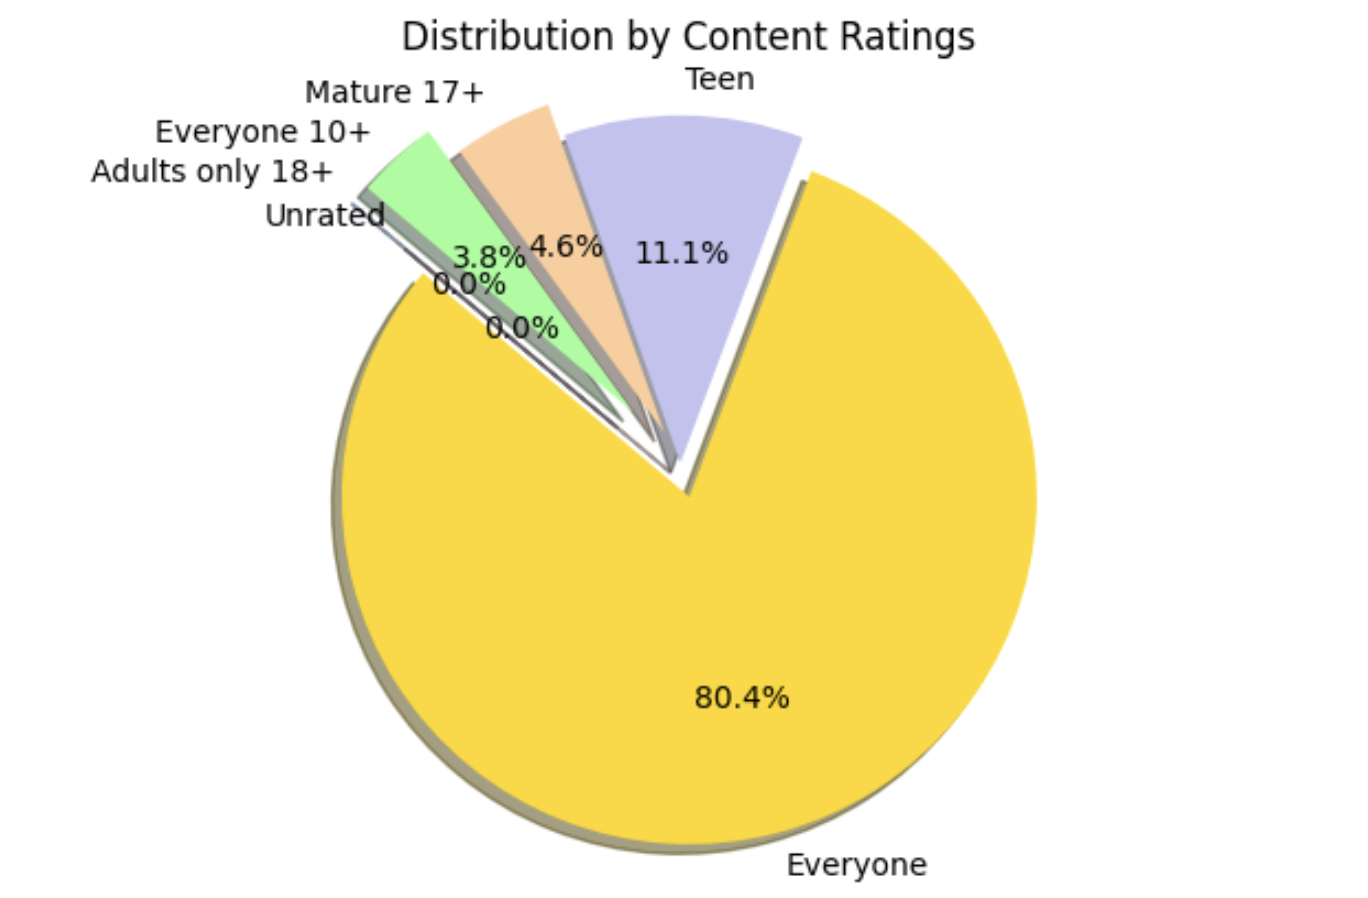 Distribution by Content Ratings
Teen
Mature 17+
Everyone 10+
Adults only 18+
Unrated
11.1%
4.6%
3.8%
0.0%
0.0%
80.4%
Everyone